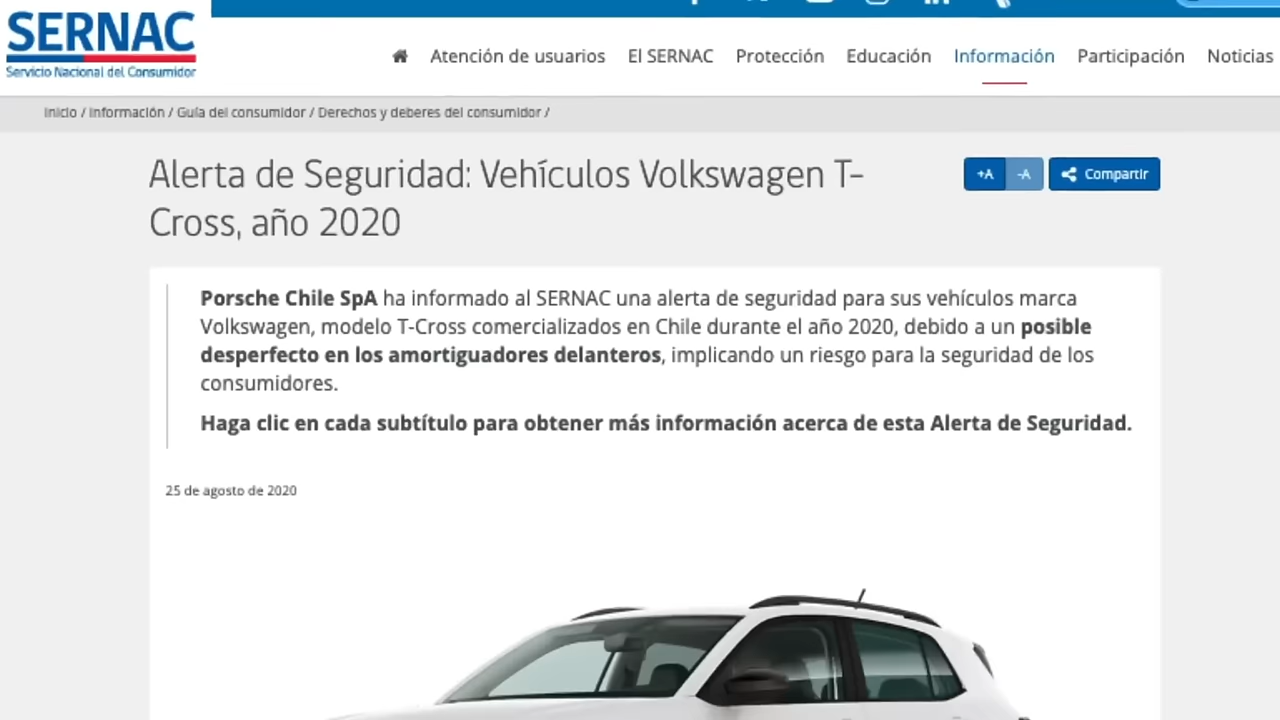 SERNAC
Servicio Nacional del Consumidor
Atención de usuarios El SERNAC Protección Educación Información Participación Noticias
Inicio / Información / Guía del consumidor / Derechos y deberes del consumidor /
Alerta de Seguridad: Vehículos Volkswagen T-
Cross, año 2020
+A -A Compartir
Porsche Chile SpA ha informado al SERNAC una alerta de seguridad para sus vehículos marca
Volkswagen, modelo T-Cross comercializados en Chile durante el año 2020, debido a un posible
desperfecto en los amortiguadores delanteros, implicando un riesgo para la seguridad de los
consumidores.
Haga clic en cada subtítulo para obtener más información acerca de esta Alerta de Seguridad.
25 de agosto de 2020